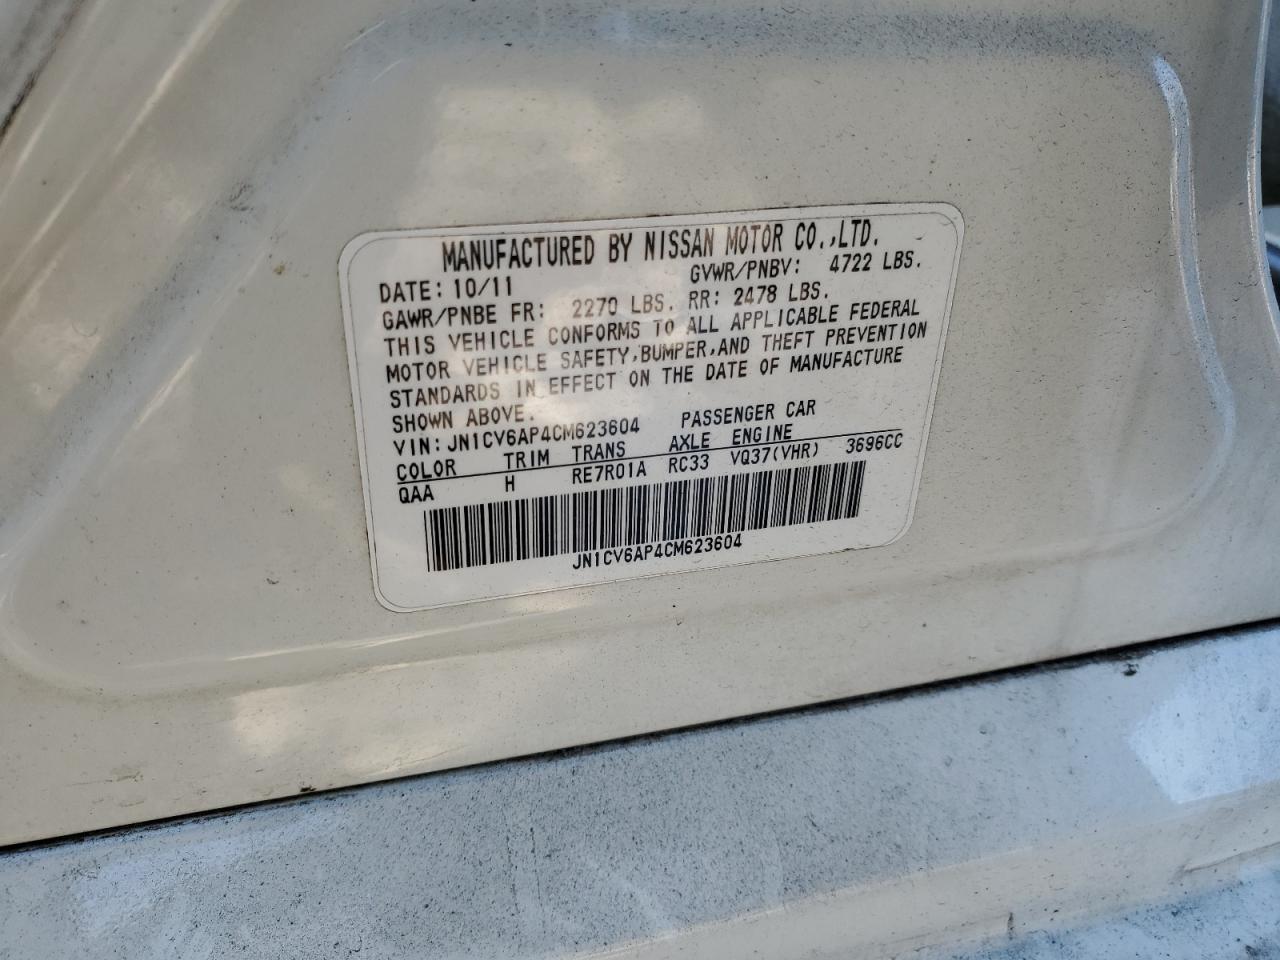 MANUFACTURED BY NISSAN MOTOR CO.,LTD.
DATE: 10/11 GVWR/PNBV: 4722 LBS.
GAWR/PNBE FR: 2270 LBS. RR: 2478 LBS.
THIS VEHICLE CONFORMS TO ALL APPLICABLE FEDERAL
MOTOR VEHICLE SAFETY,BUMPER,AND THEFT PREVENTION
STANDARDS IN EFFECT ON THE DATE OF MANUFACTURE
SHOWN ABOVE.
VIN: JN1CV6AP4CM623604 PASSENGER CAR
COLOR TRIM TRANS AXLE ENGINE
QAA H RE7R01A RC33 VQ37(VHR) 3696CC
JN1CV6AP4CM623604